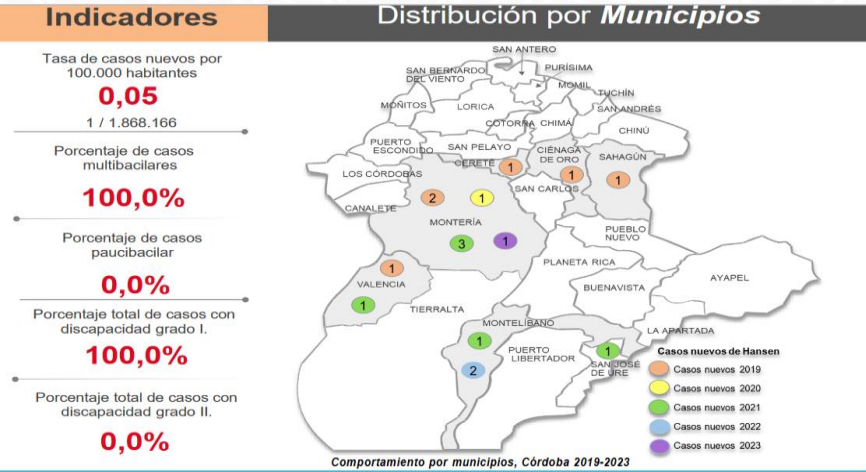 Indicadores
Distribución por Municipios
Tasa de casos nuevos por
100.000 habitantes
0,05
1 / 1.868.166
Porcentaje de casos
multibacilares
100,0%
Porcentaje de casos
paucibacilar
0,0%
Porcentaje total de casos con
discapacidad grado I.
100,0%
Porcentaje total de casos con
discapacidad grado II.
0,0%
SAN ANTERO
SAN BERNARDO
DEL VIENTO
PURÍSIMA
MOMIL
TUCHÍN
MOÑITOS
LORICA
SAN ANDRÉS
COTORRA
CHIMÁ
CHINÚ
PUERTO
ESCONDIDO
SAN PELAYO
CIÉNAGA
DE ORO
SAHAGÚN
CERETÉ
1
1
1
LOS CÓRDOBAS
SAN CARLOS
2
1
CANALETE
MONTERÍA
3
1
PUEBLO
NUEVO
PLANETA RICA
1
VALENCIA
1
TIERRALTA
BUENAVISTA
AYAPEL
MONTELÍBANO
LA APARTADA
1
PUERTO
LIBERTADOR
1
SAN JOSÉ
DE URE
2
Casos nuevos de Hansen
Casos nuevos 2019
Casos nuevos 2020
Casos nuevos 2021
Casos nuevos 2022
Casos nuevos 2023
Comportamiento por municipios, Córdoba 2019-2023